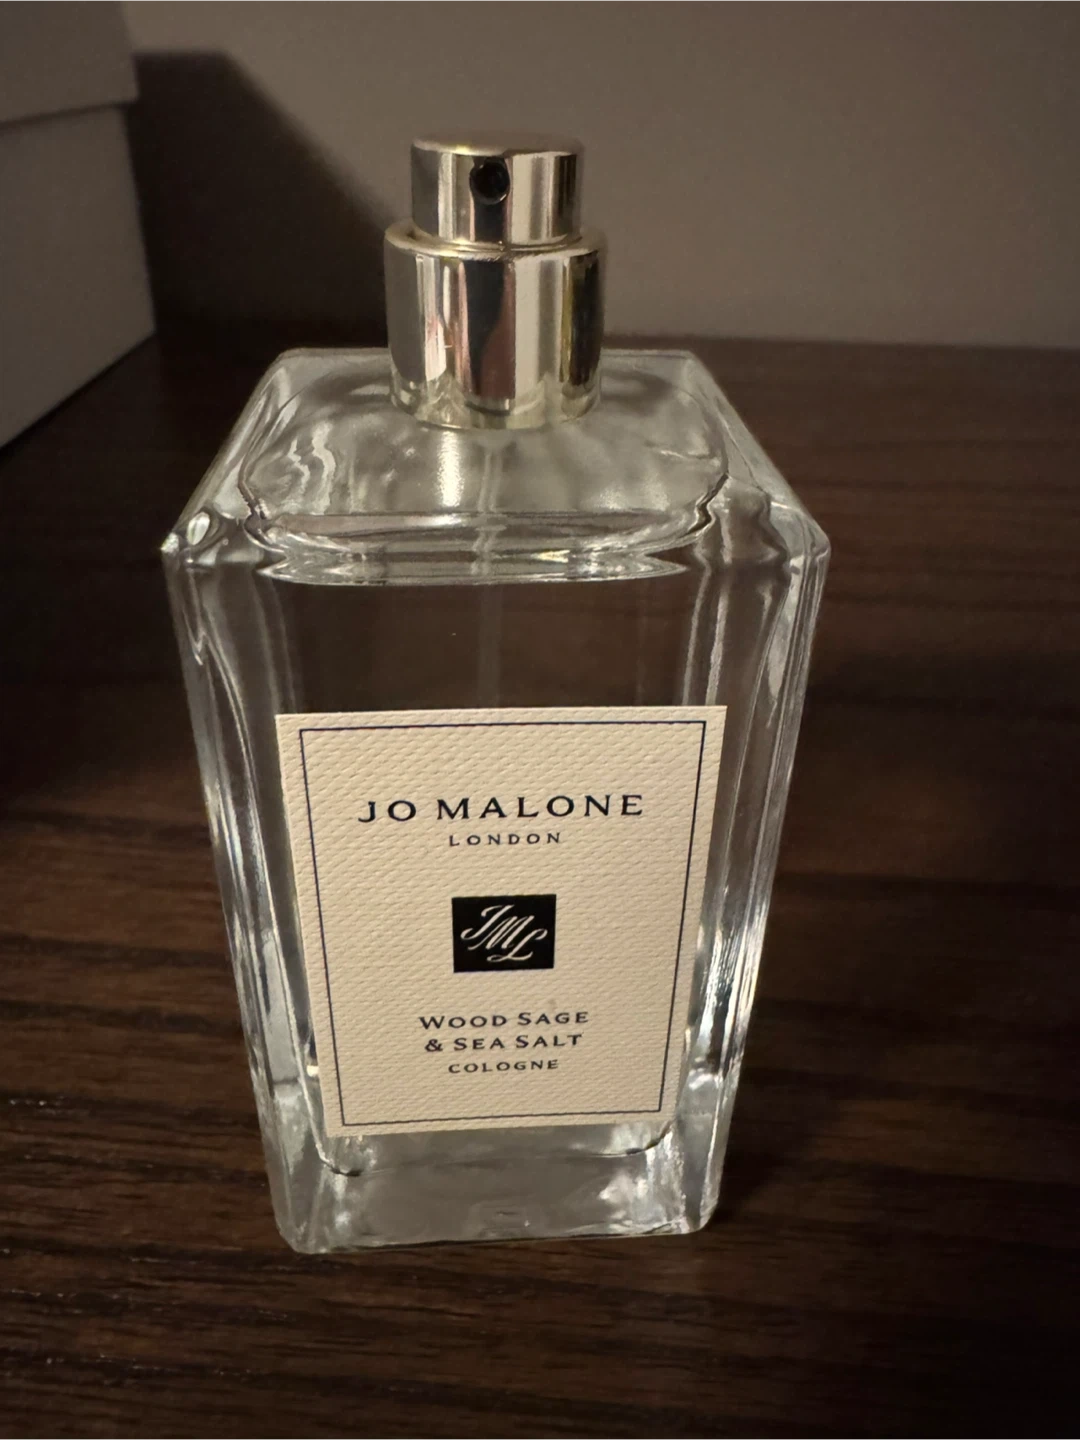 JO MALONE
LONDON
JML
WOOD SAGE
& SEA SALT
COLOGNE